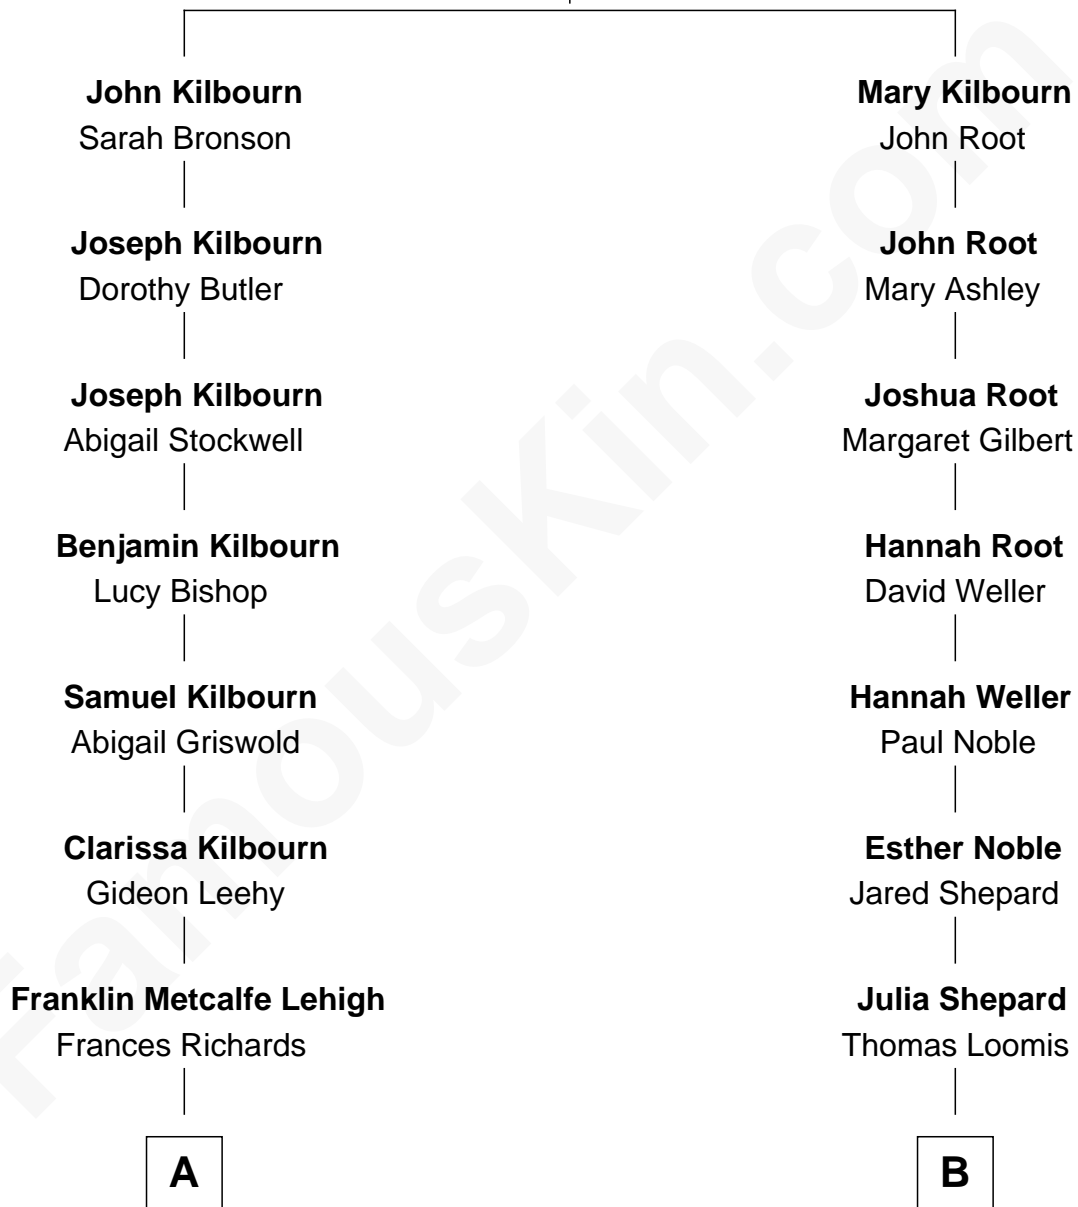 John Kilbourn
Sarah Bronson
Joseph Kilbourn
Dorothy Butler
Joseph Kilbourn
Abigail Stockwell
Benjamin Kilbourn
Lucy Bishop
Samuel Kilbourn
Abigail Griswold
Clarissa Kilbourn
Gideon Leehy
Franklin Metcalfe Lehigh
Frances Richards
A
Mary Kilbourn
John Root
John Root
Mary Ashley
Joshua Root
Margaret Gilbert
Hannah Root
David Weller
Hannah Weller
Paul Noble
Esther Noble
Jared Shepard
Julia Shepard
Thomas Loomis
B
FamousKin.com